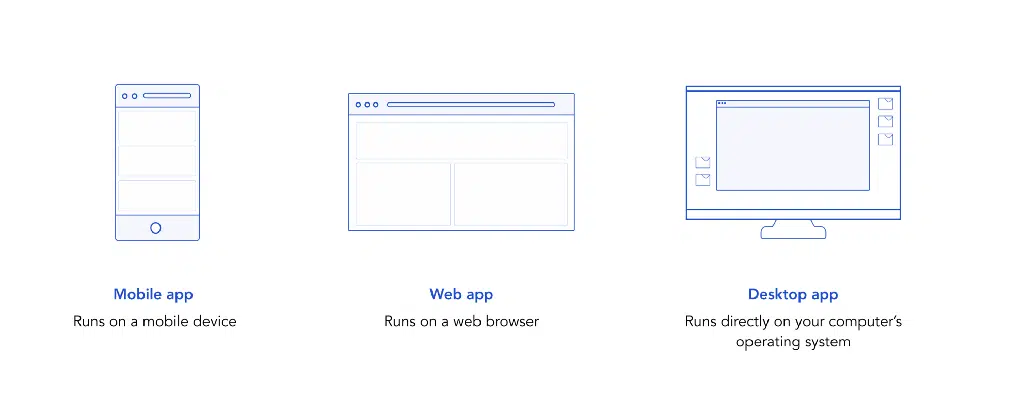 Mobile app
Runs on a mobile device
Web app
Runs on a web browser
Desktop app
Runs directly on your computer’s
operating system